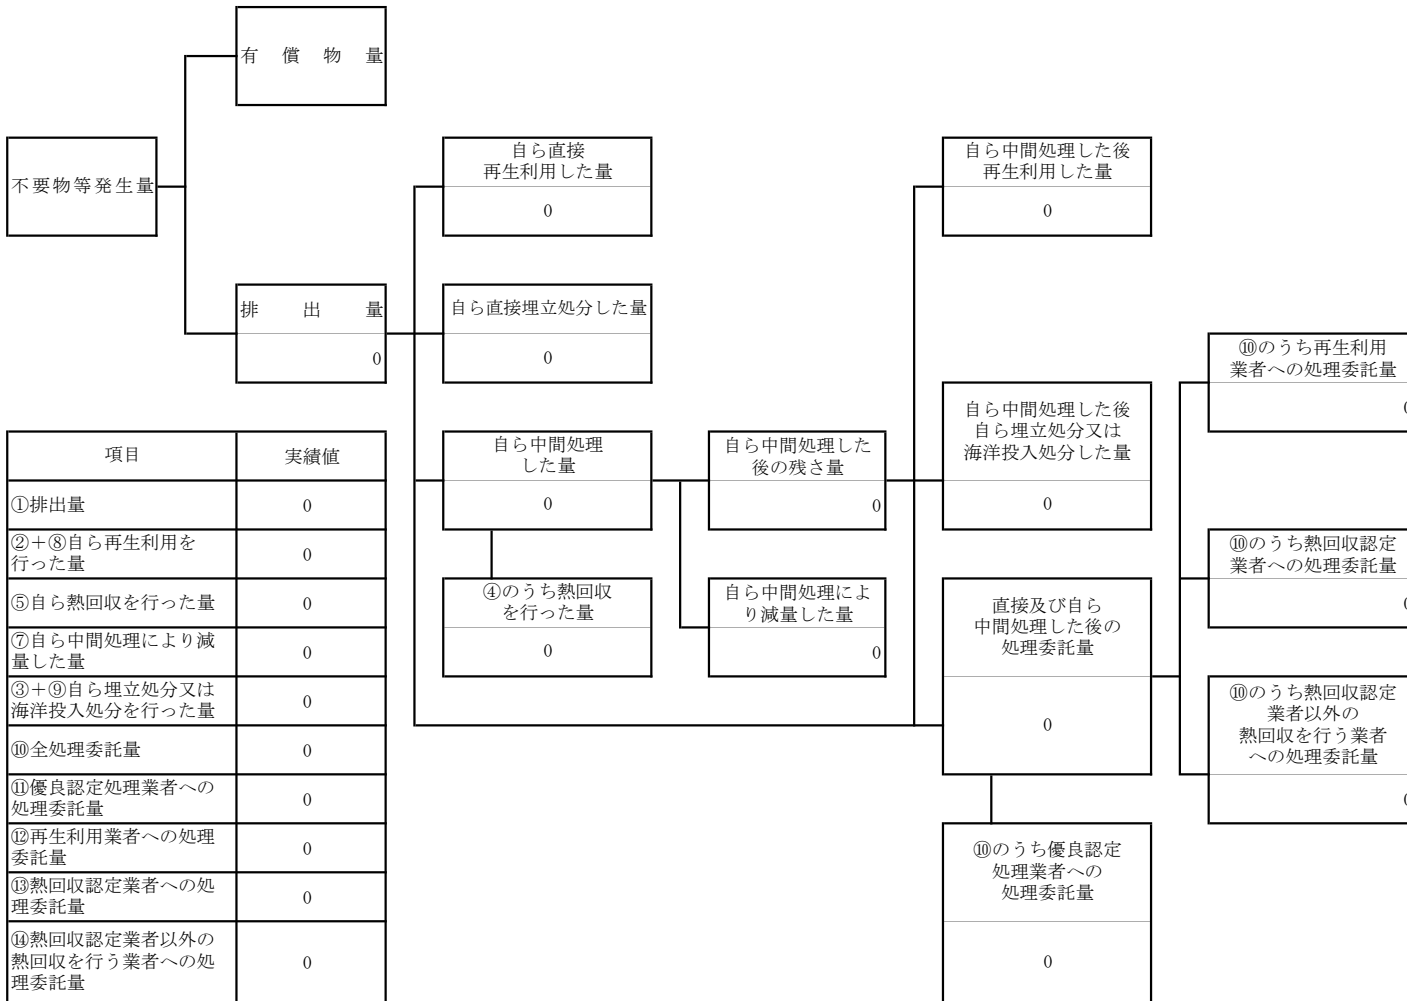 有償物量
不要物等発生量
排出量
0
自ら直接
再生利用した量
0
自ら直接埋立処分した量
0
自ら中間処理
した量
0
④のうち熱回収
を行った量
0
自ら中間処理した
後の残さ量
0
自ら中間処理によ
り減量した量
0
自ら中間処理した後
再生利用した量
0
自ら中間処理した後
自ら埋立処分又は
海洋投入処分した量
0
直接及び自ら
中間処理した後の
処理委託量
0
⑩のうち優良認定
処理業者への
処理委託量
0
⑩のうち再生利用
業者への処理委託量
0
⑩のうち熱回収認定
業者への処理委託量
0
⑩のうち熱回収認定
業者以外の
熱回収を行う業者
への処理委託量
0
項目 実績値
①排出量 0
②+⑧自ら再生利用を
行った量 0
⑤自ら熱回収を行った量 0
⑦自ら中間処理により減
量した量 0
③+⑨自ら埋立処分又は
海洋投入処分を行った量 0
⑩全処理委託量 0
⑪優良認定処理業者への
処理委託量 0
⑫再生利用業者への処理
委託量 0
⑬熱回収認定業者への処
理委託量 0
⑭熱回収認定業者以外の
熱回収を行う業者への処
理委託量 0